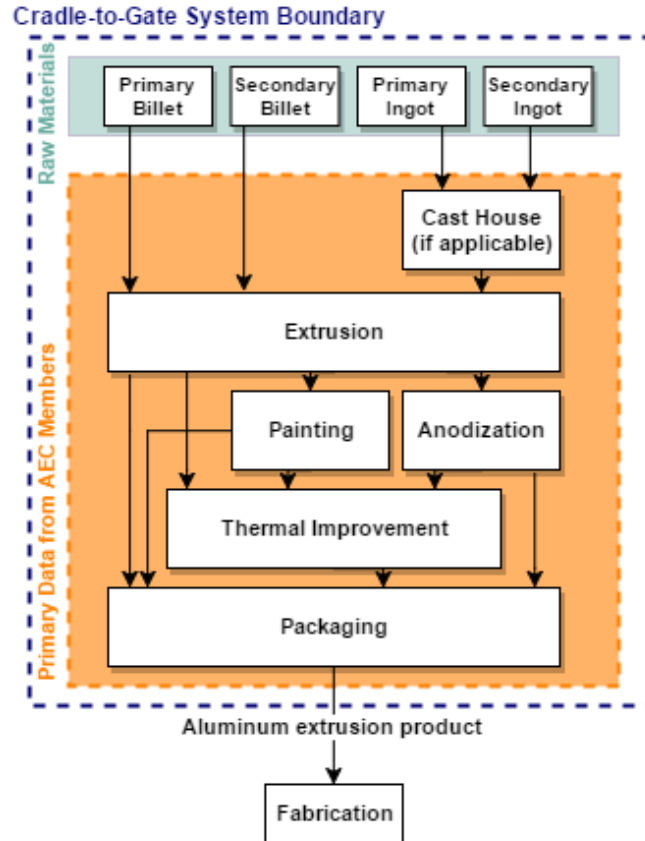 Cradle-to-Gate System Boundary
Raw Materials
Primary
Billet
Secondary
Billet
Primary
Ingot
Secondary
Ingot
Primary Data from AEC Members
Cast House
(if applicable)
Extrusion
Painting
Anodization
Thermal Improvement
Packaging
Aluminum extrusion product
Fabrication